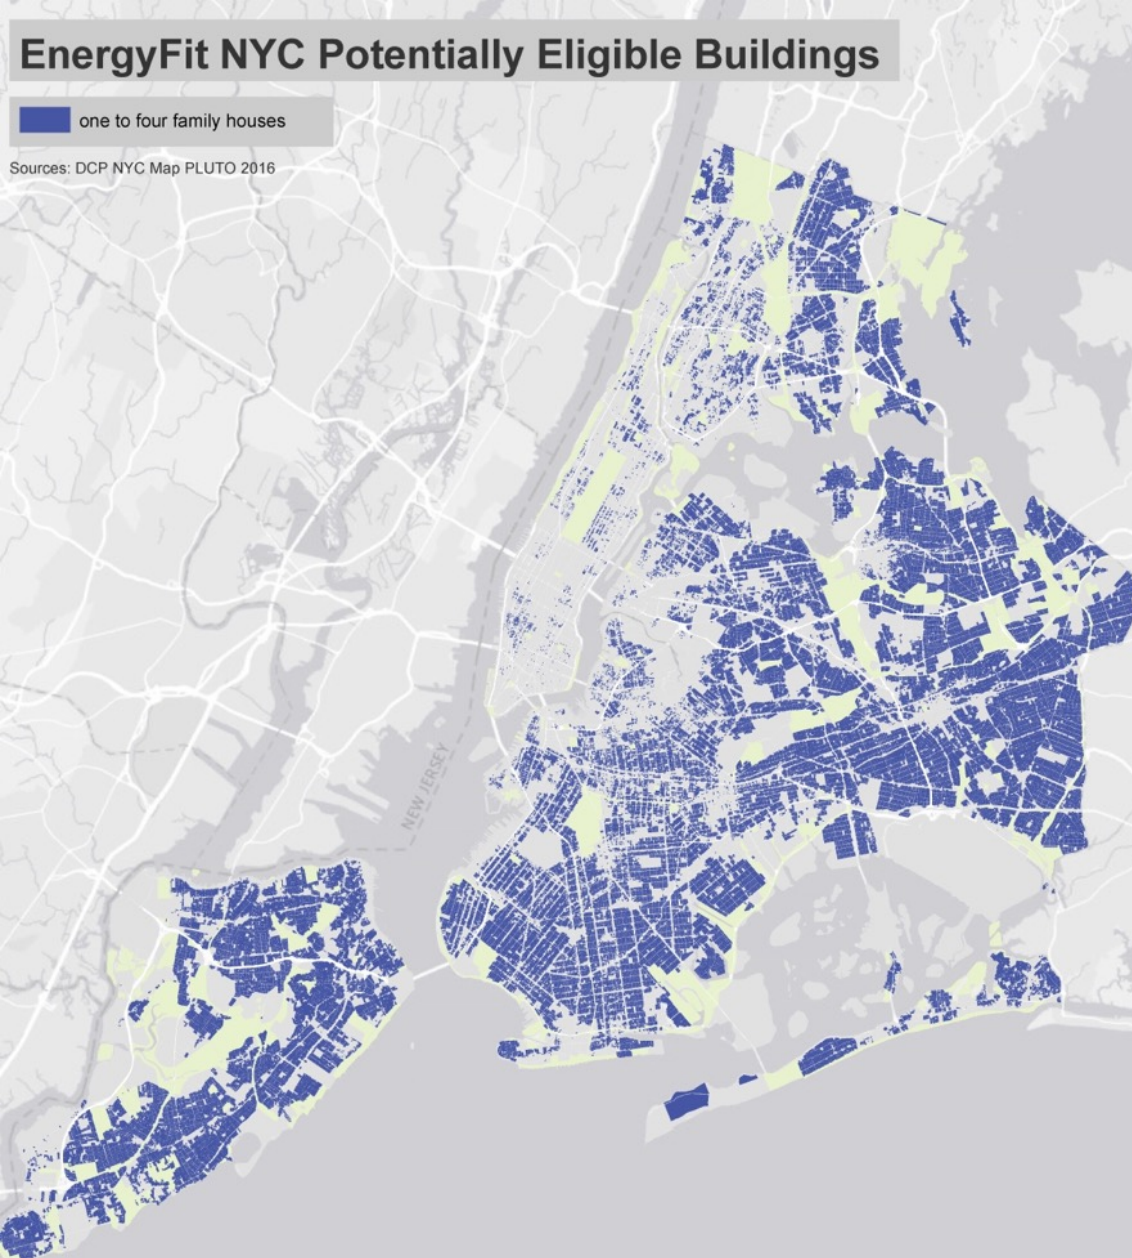 EnergyFit NYC Potentially Eligible Buildings
one to four family houses
Sources: DCP NYC Map PLUTO 2016
NEW JERSEY